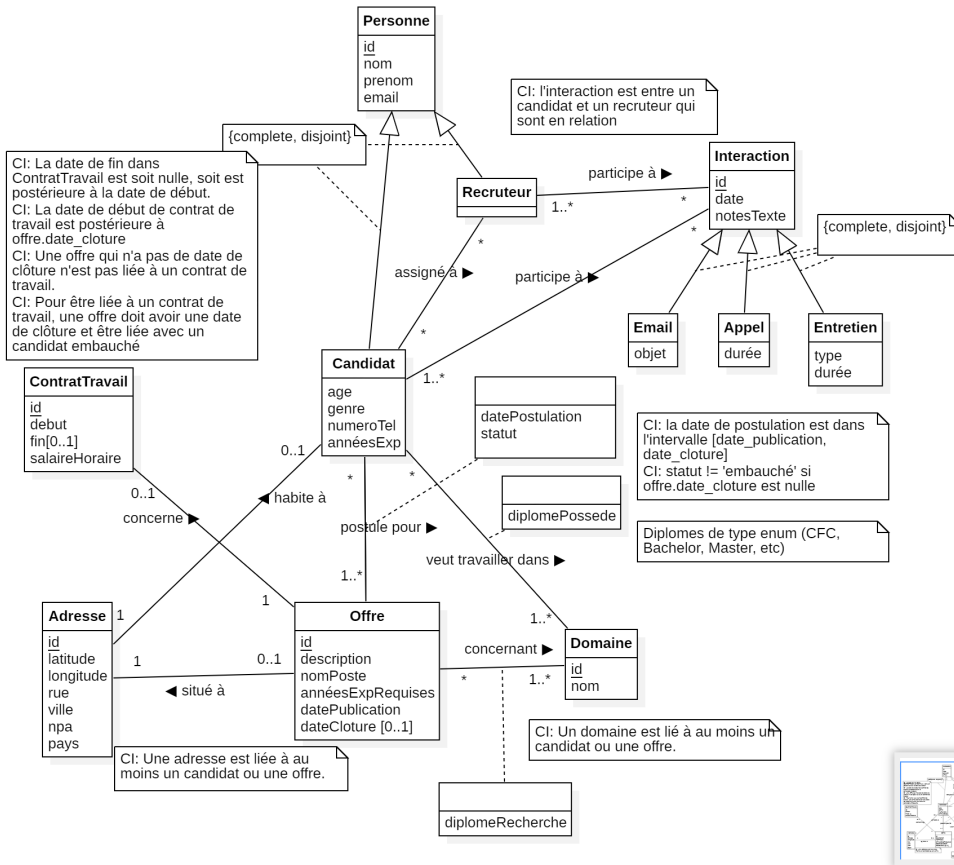 Personne
id
nom
prenom
email
CI: l'interaction est entre un
candidat et un recruteur qui
sont en relation
{complete, disjoint}
CI: La date de fin dans
ContratTravail est soit nulle, soit est
postérieure à la date de début.
CI: La date de début de contrat de
travail est postérieure à
offre.date_cloture
CI: Une offre qui n'a pas de date de
clôture n'est pas liée à un contrat de
travail.
CI: Pour être liée à un contrat de
travail, une offre doit avoir une date
de clôture et être liée avec un
candidat embauché
Recruteur
participe à ▶
1..*
*
Interaction
id
date
notesTexte
*
{complete, disjoint}
*
assigné à ▶
*
participe à ▶
1..*
Email
objet
Appel
durée
Entretien
type
durée
ContratTravail
id
debut
fin[0..1]
salaireHoraire
Candidat
age
genre
numeroTel
annéesExp
datePostulation
statut
CI: la date de postulation est dans
l'intervalle [date_publication,
date_cloture]
CI: statut != 'embauché' si
offre.date_cloture est nulle
0..1
*
*
0..1
◀ habite à
concerne ▶
postule pour ▶
diplomePossede
Diplomes de type enum (CFC,
Bachelor, Master, etc)
veut travailler dans ▶
1..*
1
1
1..*
Adresse
id
latitude
longitude
rue
ville
npa
pays
1
0..1
◀ situé à
Offre
id
description
nomPoste
annéesExpRequises
datePublication
dateCloture [0..1]
concernant ▶
*
1..*
Domaine
id
nom
CI: Un domaine est lié à au moins un
candidat ou une offre.
CI: Une adresse est liée à au
moins un candidat ou une offre.
diplomeRecherche